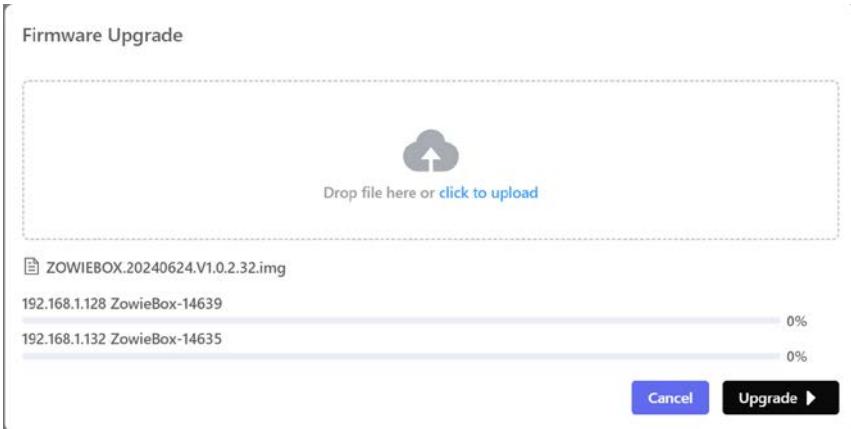 Firmware Upgrade
Drop file here or click to upload
ZOWIEBOX.20240624.V1.0.2.32.img
192.168.1.128 ZowieBox-14639
0%
192.168.1.132 ZowieBox-14635
0%
Cancel
Upgrade